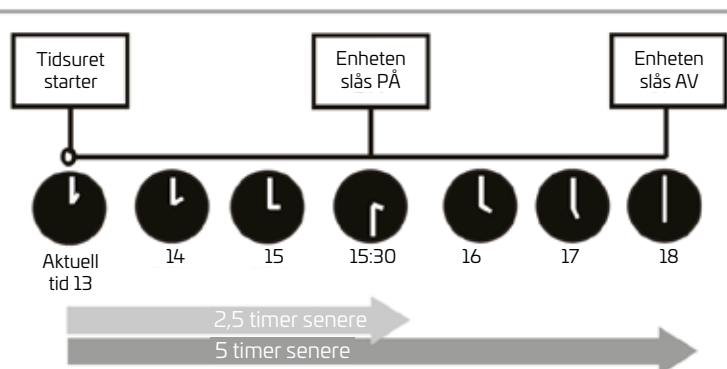 Tidsuret
starter
Enheten
slås PÅ
Enheten
slås AV
Aktuell
tid 13
14
15
15:30
16
17
18
2,5 timer senere
5 timer senere